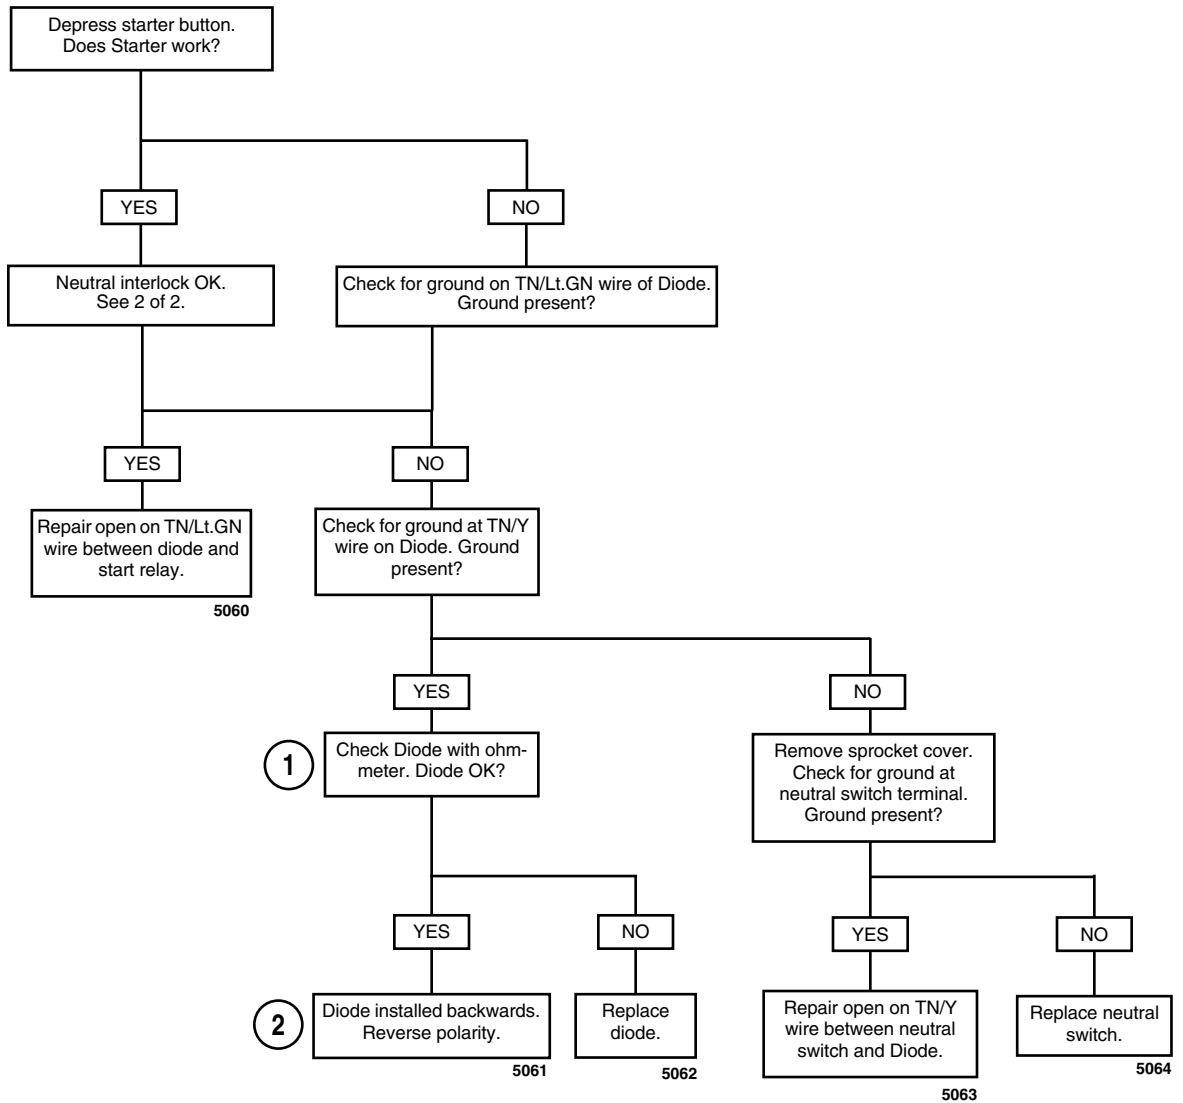 Depress starter button.
Does Starter work?
YES
NO
Neutral interlock OK.
See 2 of 2.
Check for ground on TN/Lt.GN wire of Diode.
Ground present?
YES
NO
Repair open on TN/Lt.GN
wire between diode and
start relay.
5060
Check for ground at TN/Y
wire on Diode. Ground
present?
YES
NO
1
Check Diode with ohm-
meter. Diode OK?
Remove sprocket cover.
Check for ground at
neutral switch terminal.
Ground present?
YES
NO
YES
NO
2
Diode installed backwards.
Reverse polarity.
5061
Replace
diode.
5062
Repair open on TN/Y
wire between neutral
switch and Diode.
5063
Replace neutral
switch.
5064